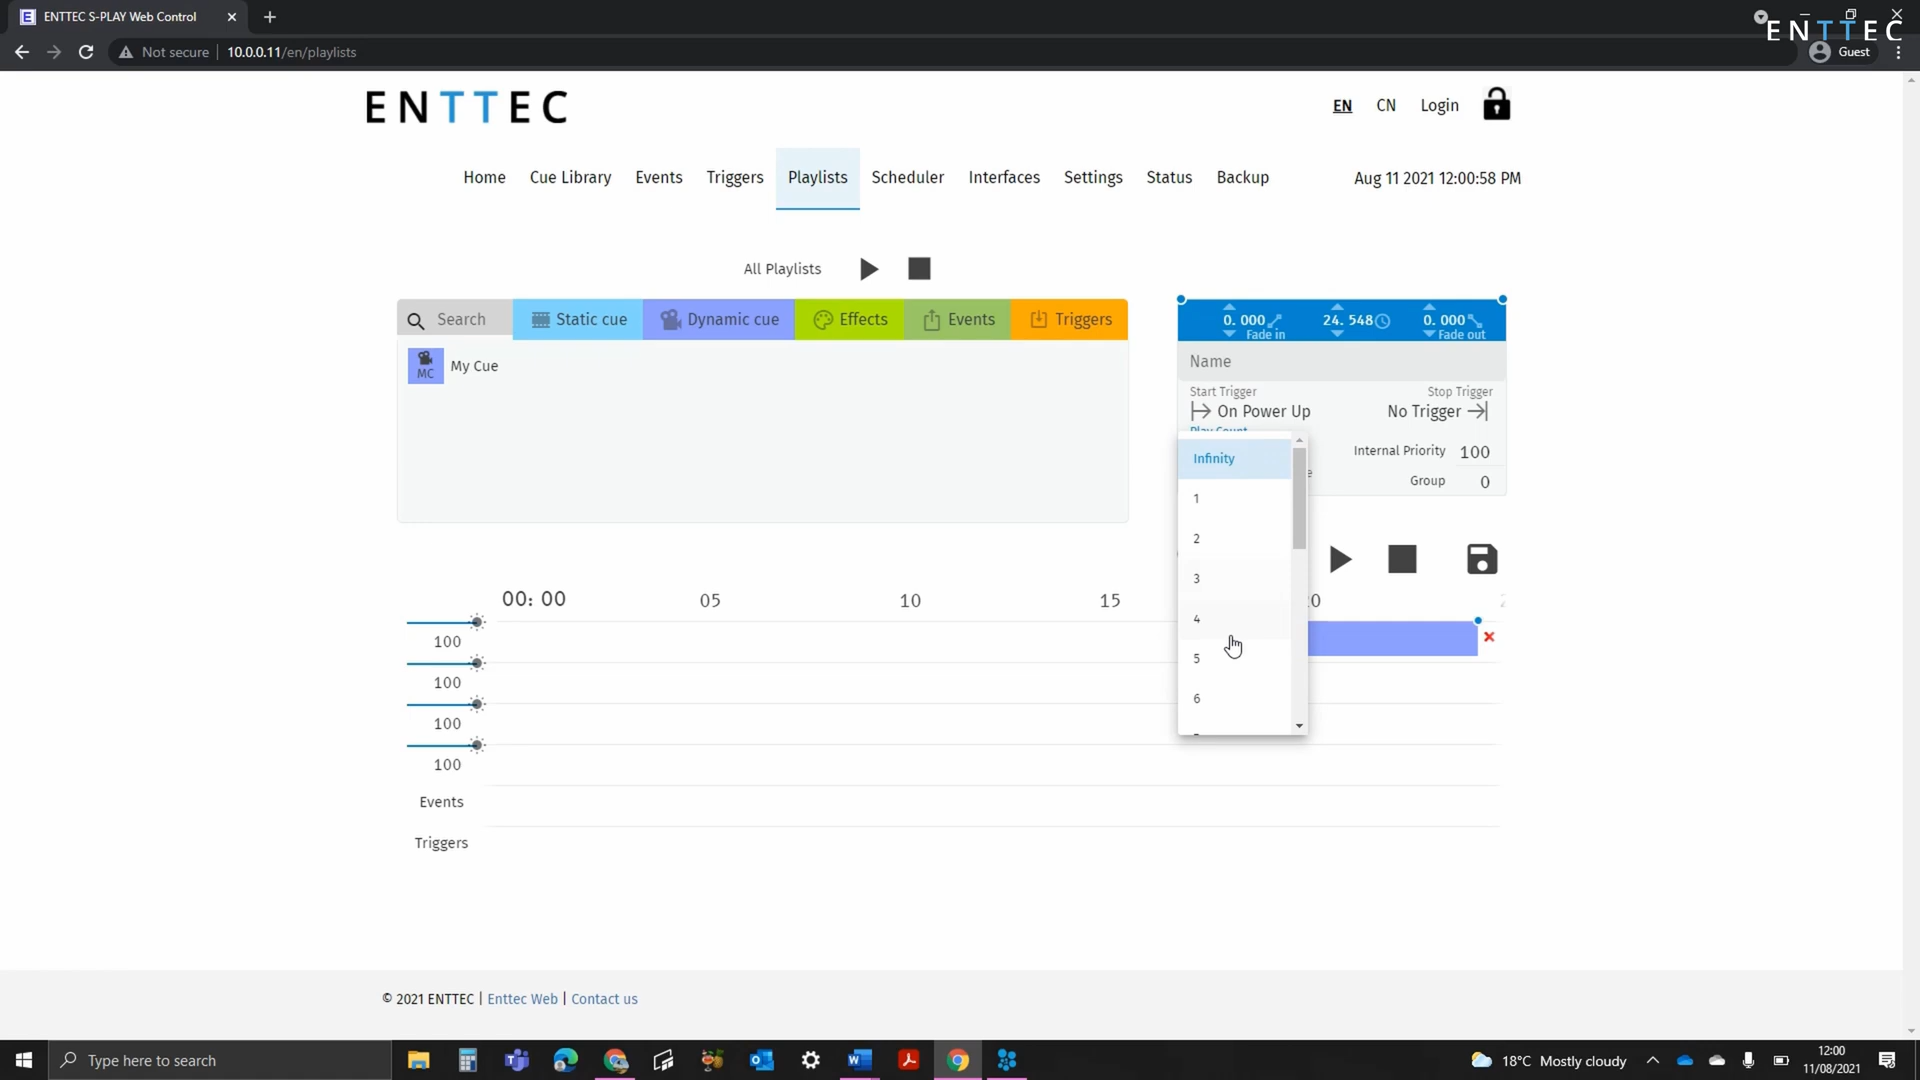 ENTTEC S-PLAY Web Control
ENTTEC
Not secure
10.0.0.11/en/playlists
Guest
ENTTEC
EN
CN
Login
Home
Cue Library
Events
Triggers
Playlists
Scheduler
Interfaces
Settings
Status
Backup
Aug 11 2021 12:00:58 PM
All Playlists
Search
Static cue
Dynamic cue
Effects
Events
Triggers
MC
My Cue
0. 000
Fade in
24. 548
0. 000
Fade out
Name
Start Trigger
Stop Trigger
On Power Up
No Trigger
Play Count
Infinity
1
2
3
4
5
6
Internal Priority 100
Group 0
00: 00
05
10
15
100
100
100
100
Events
Triggers
© 2021 ENTTEC | Enttec Web | Contact us
Type here to search
18°C Mostly cloudy
12:00
11/08/2021